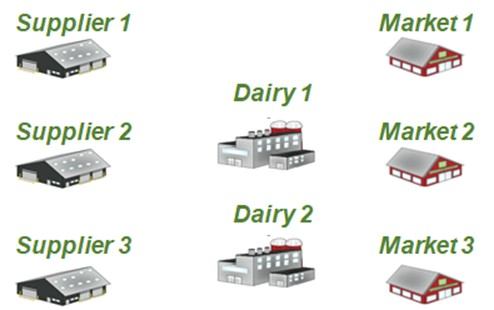 Supplier 1
Market 1
Dairy 1
Supplier 2
Market 2
Dairy 2
Supplier 3
Market 3